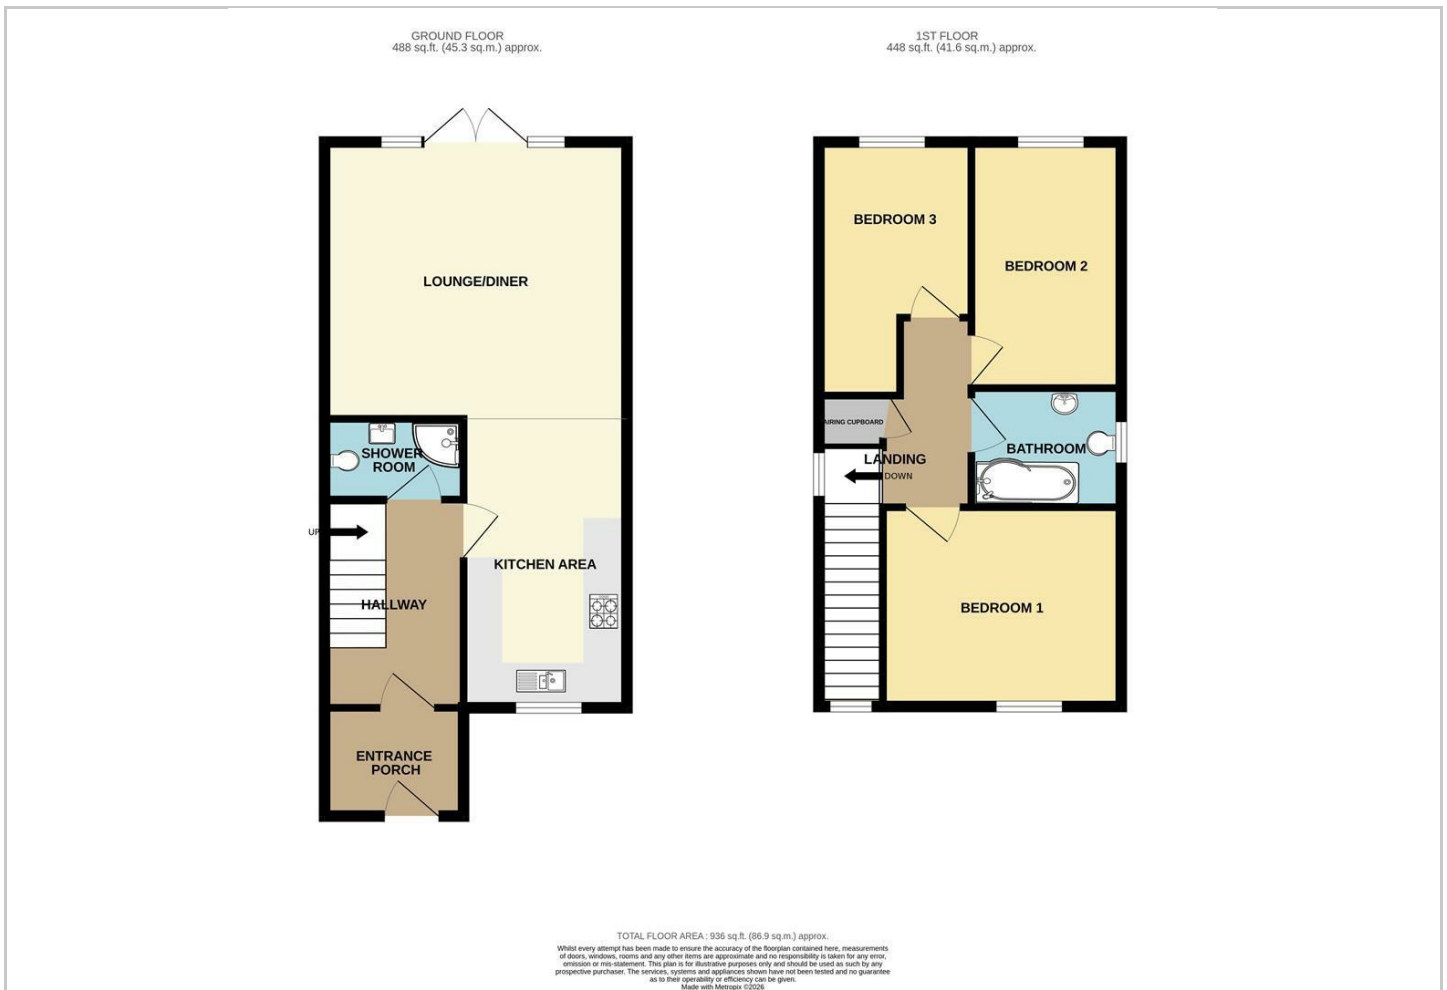 GROUND FLOOR
488 sq.ft. (45.3 sq.m.) approx.
1ST FLOOR
448 sq.ft. (41.6 sq.m.) approx.
LOUNGE/DINER
SHOWER
ROOM
UP
KITCHEN AREA
HALLWAY
ENTRANCE
PORCH
BEDROOM 3
BEDROOM 2
AIRING CUPBOARD
BATHROOM
LANDING
DOWN
BEDROOM 1
TOTAL FLOOR AREA : 936 sq.ft. (86.9 sq.m.) approx.
Whilst every attempt has been made to ensure the accuracy of the floorplan contained here, measurements
of doors, windows, rooms and any other items are approximate and no responsibility is taken for any error,
omission or mis-statement. This plan is for illustrative purposes only and should be used as such by any
prospective purchaser. The services, systems and appliances shown have not been tested and no guarantee
as to their operability or efficiency can be given.
Made with Metropix ©2026